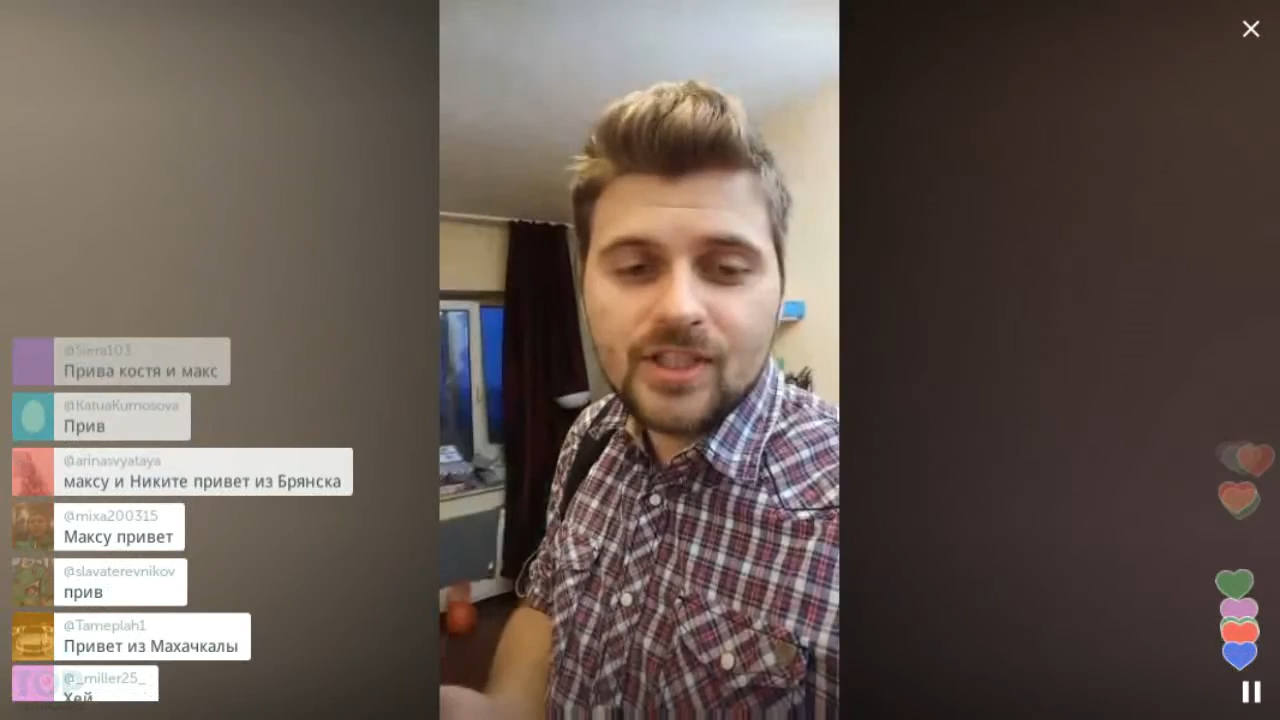 @Siera103
Прива костя и макс
@KatuaKurnosova
Прив
@arinasvyataya
максу и Никите привет из Брянска
@mixa200315
Максу привет
@slavaterevnikov
прив
@Tameplah1
Привет из Махачкалы
@_miller25_
Хей